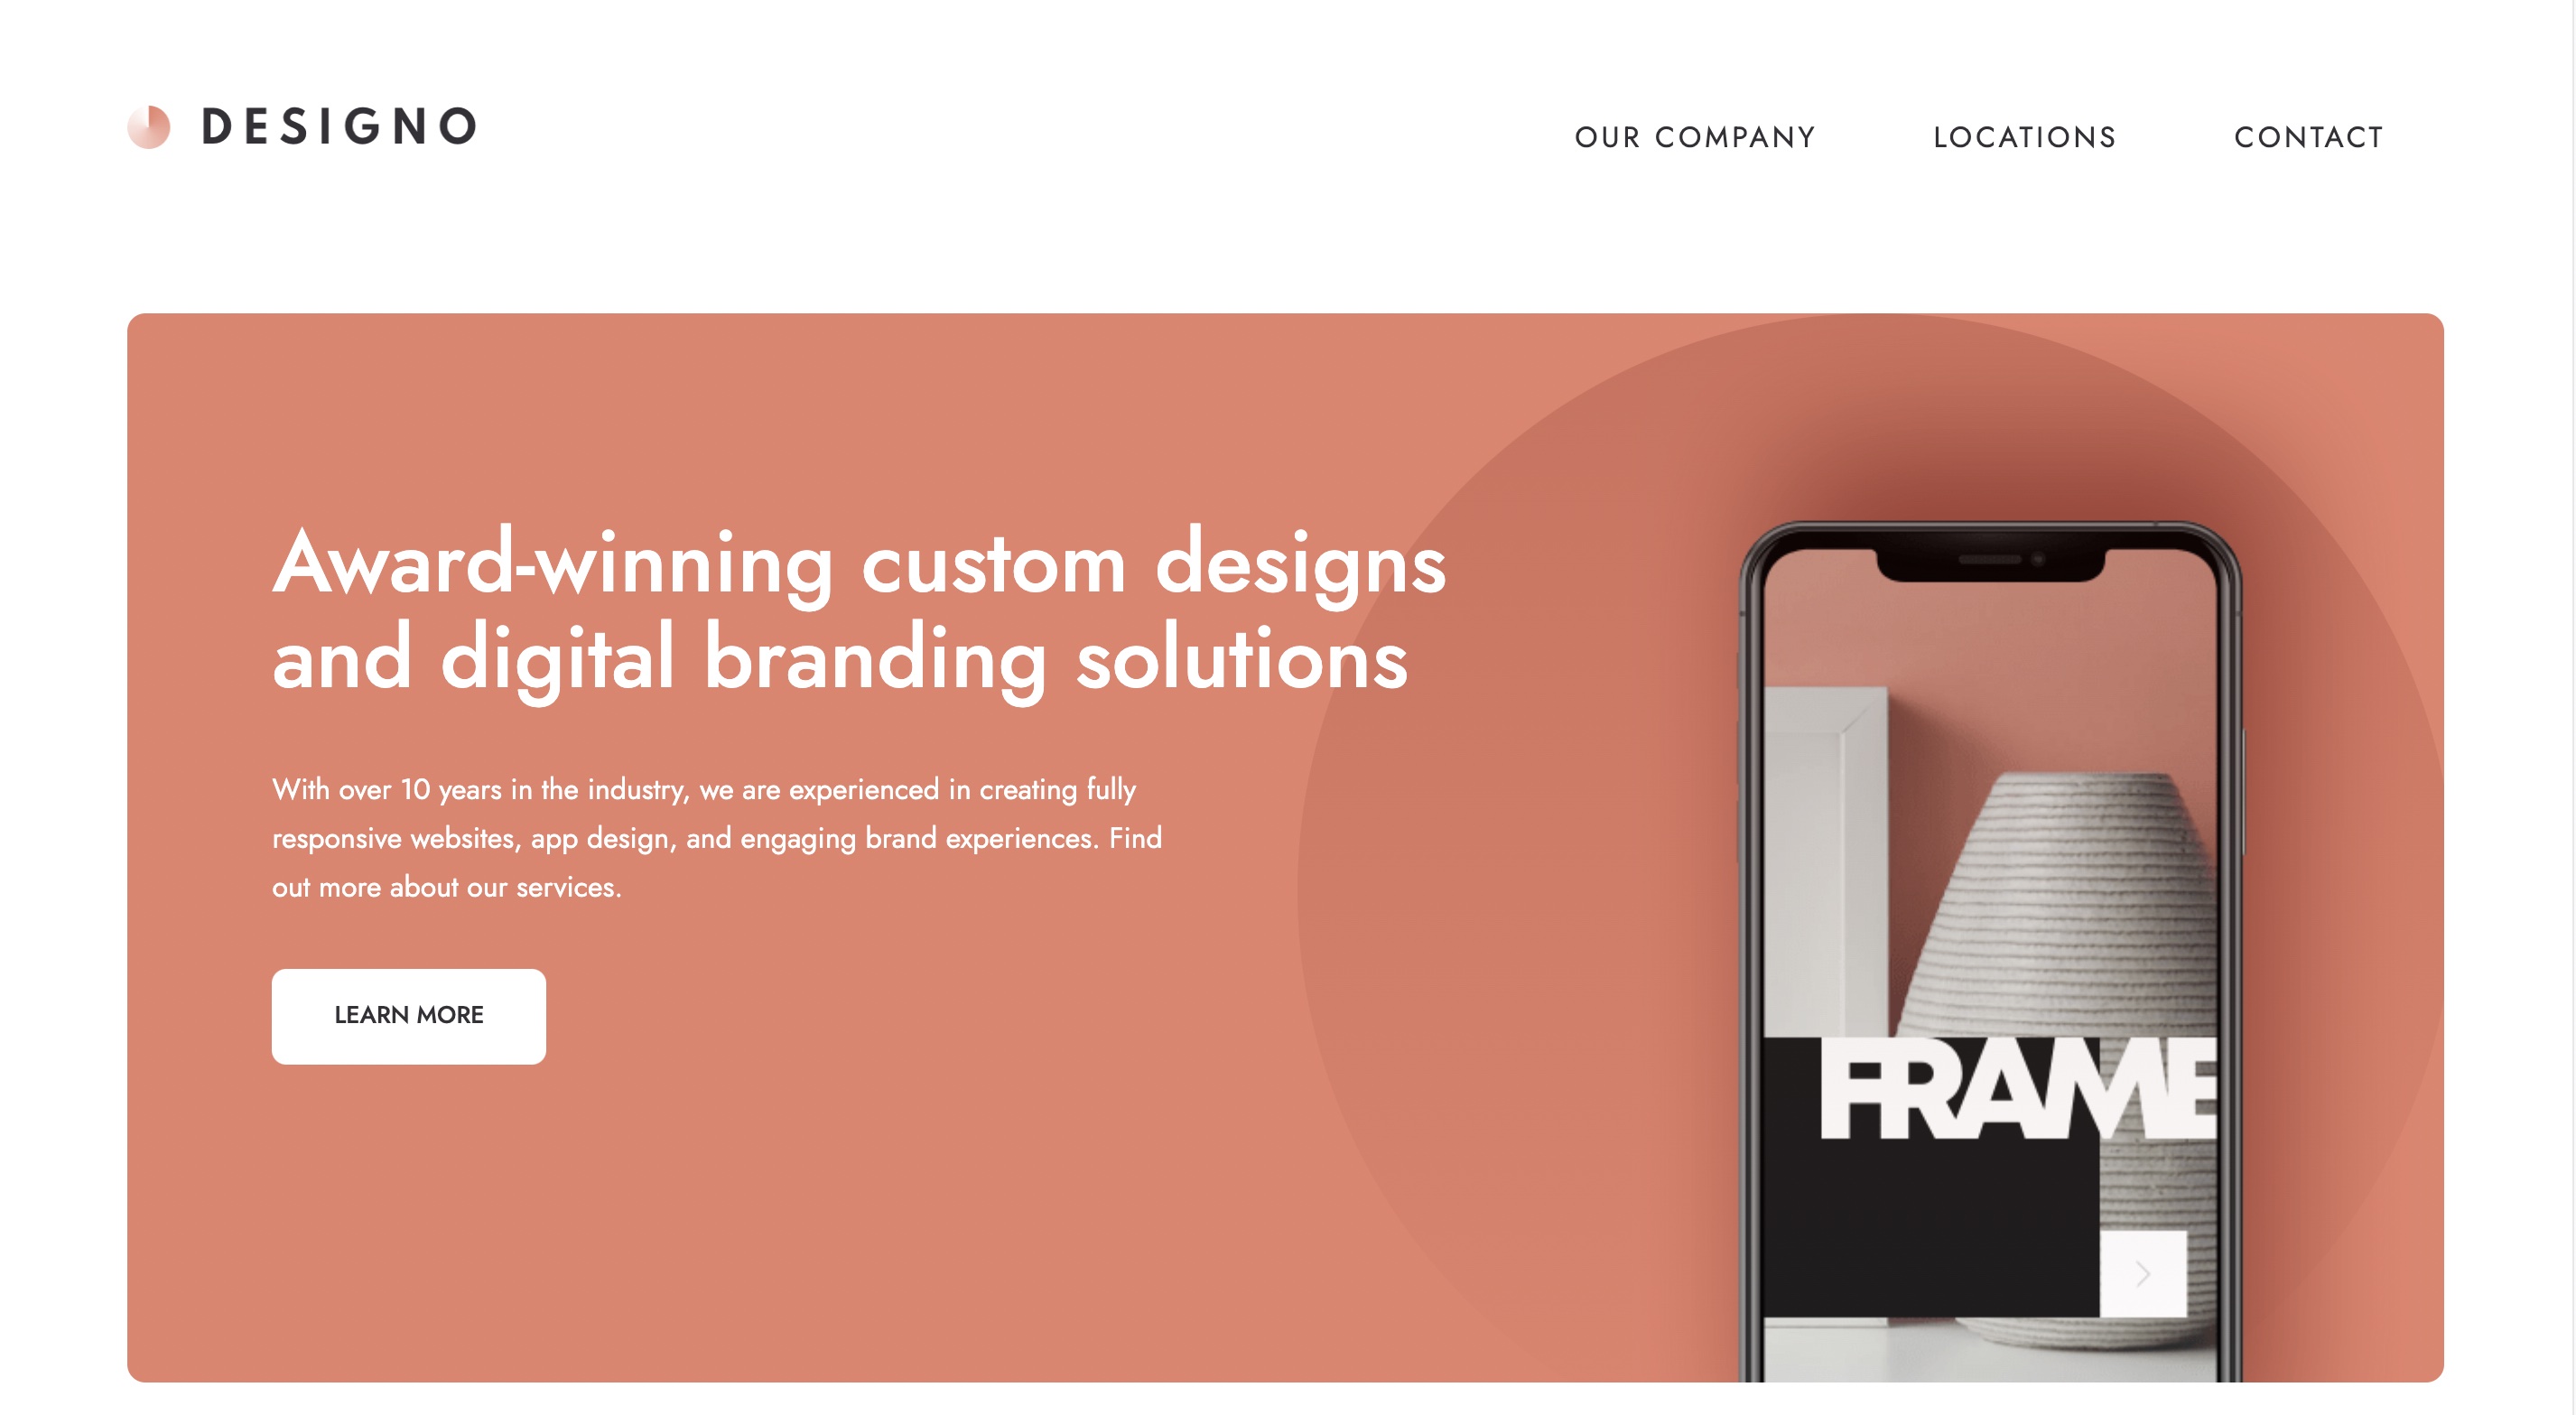 DESIGNO
OUR COMPANY
LOCATIONS
CONTACT
Award-winning custom designs
and digital branding solutions
With over 10 years in the industry, we are experienced in creating fully
responsive websites, app design, and engaging brand experiences. Find
out more about our services.
LEARN MORE
FRAME